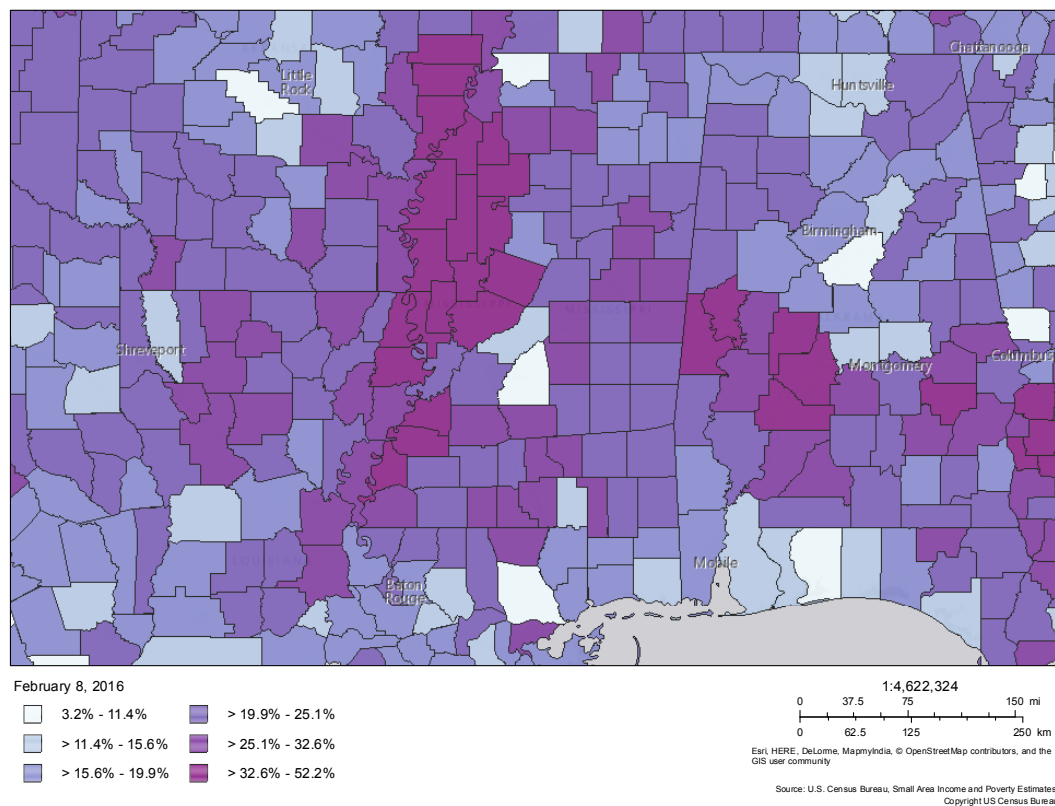 Chattanooga
ARKANSAS
Little
Rock
Huntsville
Birmingham
MISSISSIPPI
Shreveport
Montgomery
Columbus
LOUISIANA
Mobile
Baton
Rouge
February 8, 2016
3.2% - 11.4%
> 11.4% - 15.6%
> 15.6% - 19.9%
> 19.9% - 25.1%
> 25.1% - 32.6%
> 32.6% - 52.2%
1:4,622,324
0 37.5 75 150 mi
0 62.5 125 250 km
Esri, HERE, DeLorme, MapmyIndia, © OpenStreetMap contributors, and the
GIS user community
Source: U.S. Census Bureau, Small Area Income and Poverty Estimates
Copyright US Census Bureau